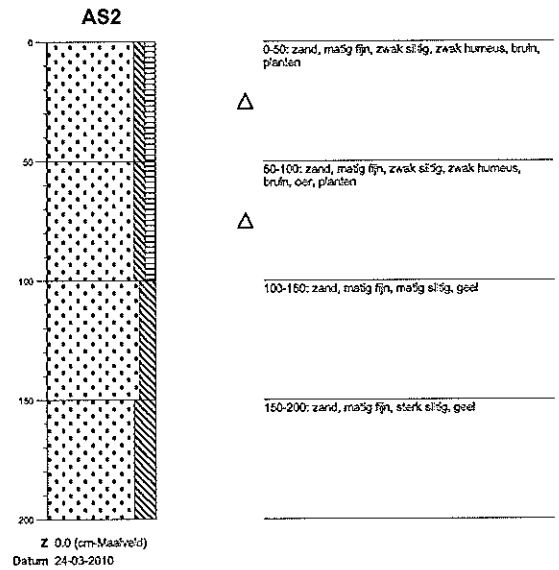 AS2
0
0-50: zand, matig fijn, zwak siltig, zwak humeus, bruin,
planten
50
50-100: zand, matig fijn, zwak siltig, zwak humeus,
bruin, oer, planten
100
100-150: zand, matig fijn, matig siltig, geel
150
150-200: zand, matig fijn, sterk siltig, geel
200
Z 0.0 (cm-Maaiveld)
Datum 24-03-2010